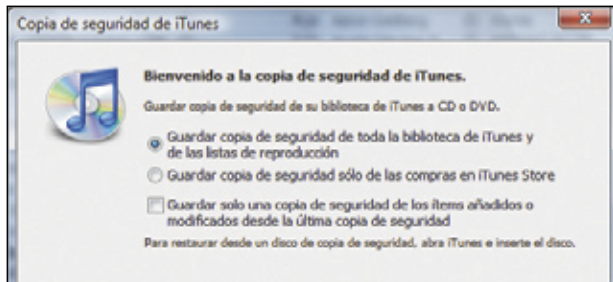 Copia de seguridad de iTunes
Bienvenido a la copia de seguridad de iTunes.
Guardar copia de seguridad de su biblioteca de iTunes a CD o DVD.
Guardar copia de seguridad de toda la biblioteca de iTunes y
de las listas de reproducción
Guardar copia de seguridad sólo de las compras en iTunes Store
Guardar solo una copia de seguridad de los ítems añadidos o
modificados desde la última copia de seguridad
Para restaurar desde un disco de copia de seguridad, abra iTunes e inserte el disco.